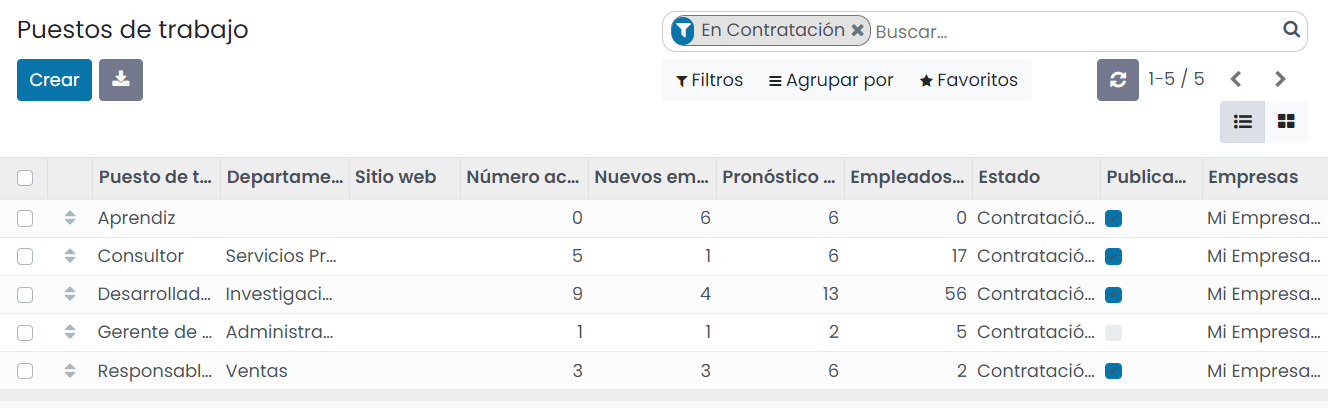 Puestos de trabajo
En Contratación
Buscar...
Crear
Filtros Agrupar por Favoritos 1-5 / 5
Puesto de t... Departame... Sitio web Número ac... Nuevos em... Pronóstico ... Empleados... Estado Publica... Empresas
Aprendiz 0 6 6 0 Contratació... Mi Empresa...
Consultor Servicios Pr... 5 1 6 17 Contratació... Mi Empresa...
Desarrollad... Investigaci... 9 4 13 56 Contratació... Mi Empresa...
Gerente de ... Administra... 1 1 2 5 Contratació... Mi Empresa...
Responsabl... Ventas 3 3 6 2 Contratació... Mi Empresa...